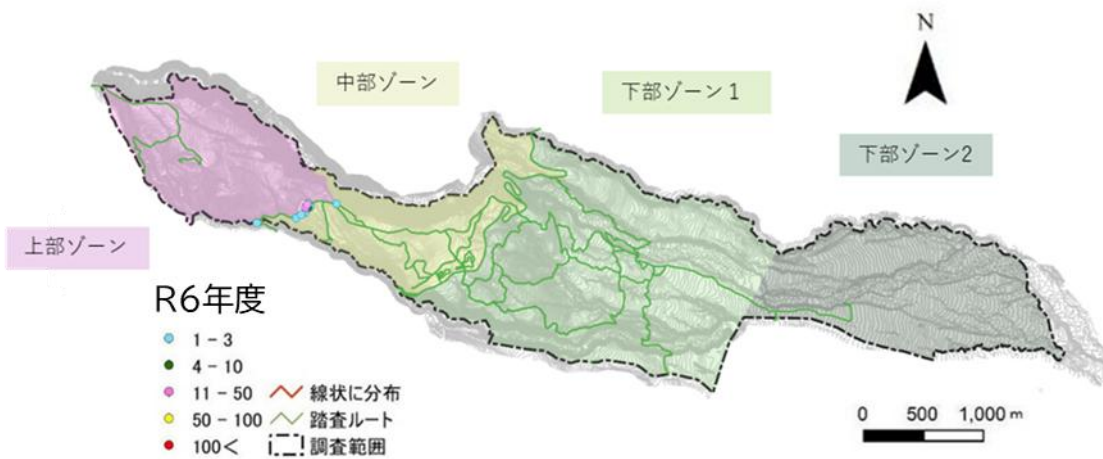 N
中部ゾーン
下部ゾーン1
下部ゾーン2
上部ゾーン
R6年度
1 - 3
4 - 10
11 - 50
50 - 100
100<
線状に分布
踏査ルート
調査範囲
0 500 1,000 m